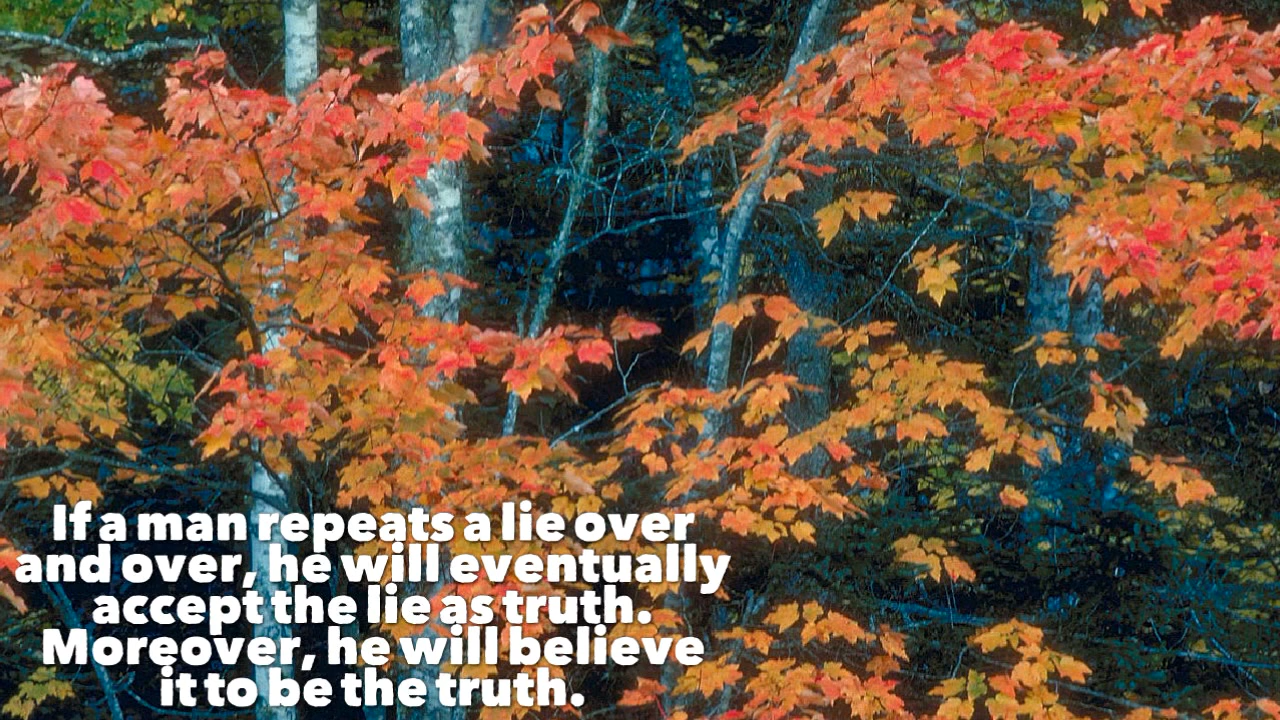 If a man repeats a lie over
and over, he will eventually
accept the lie as truth.
Moreover, he will believe
it to be the truth.